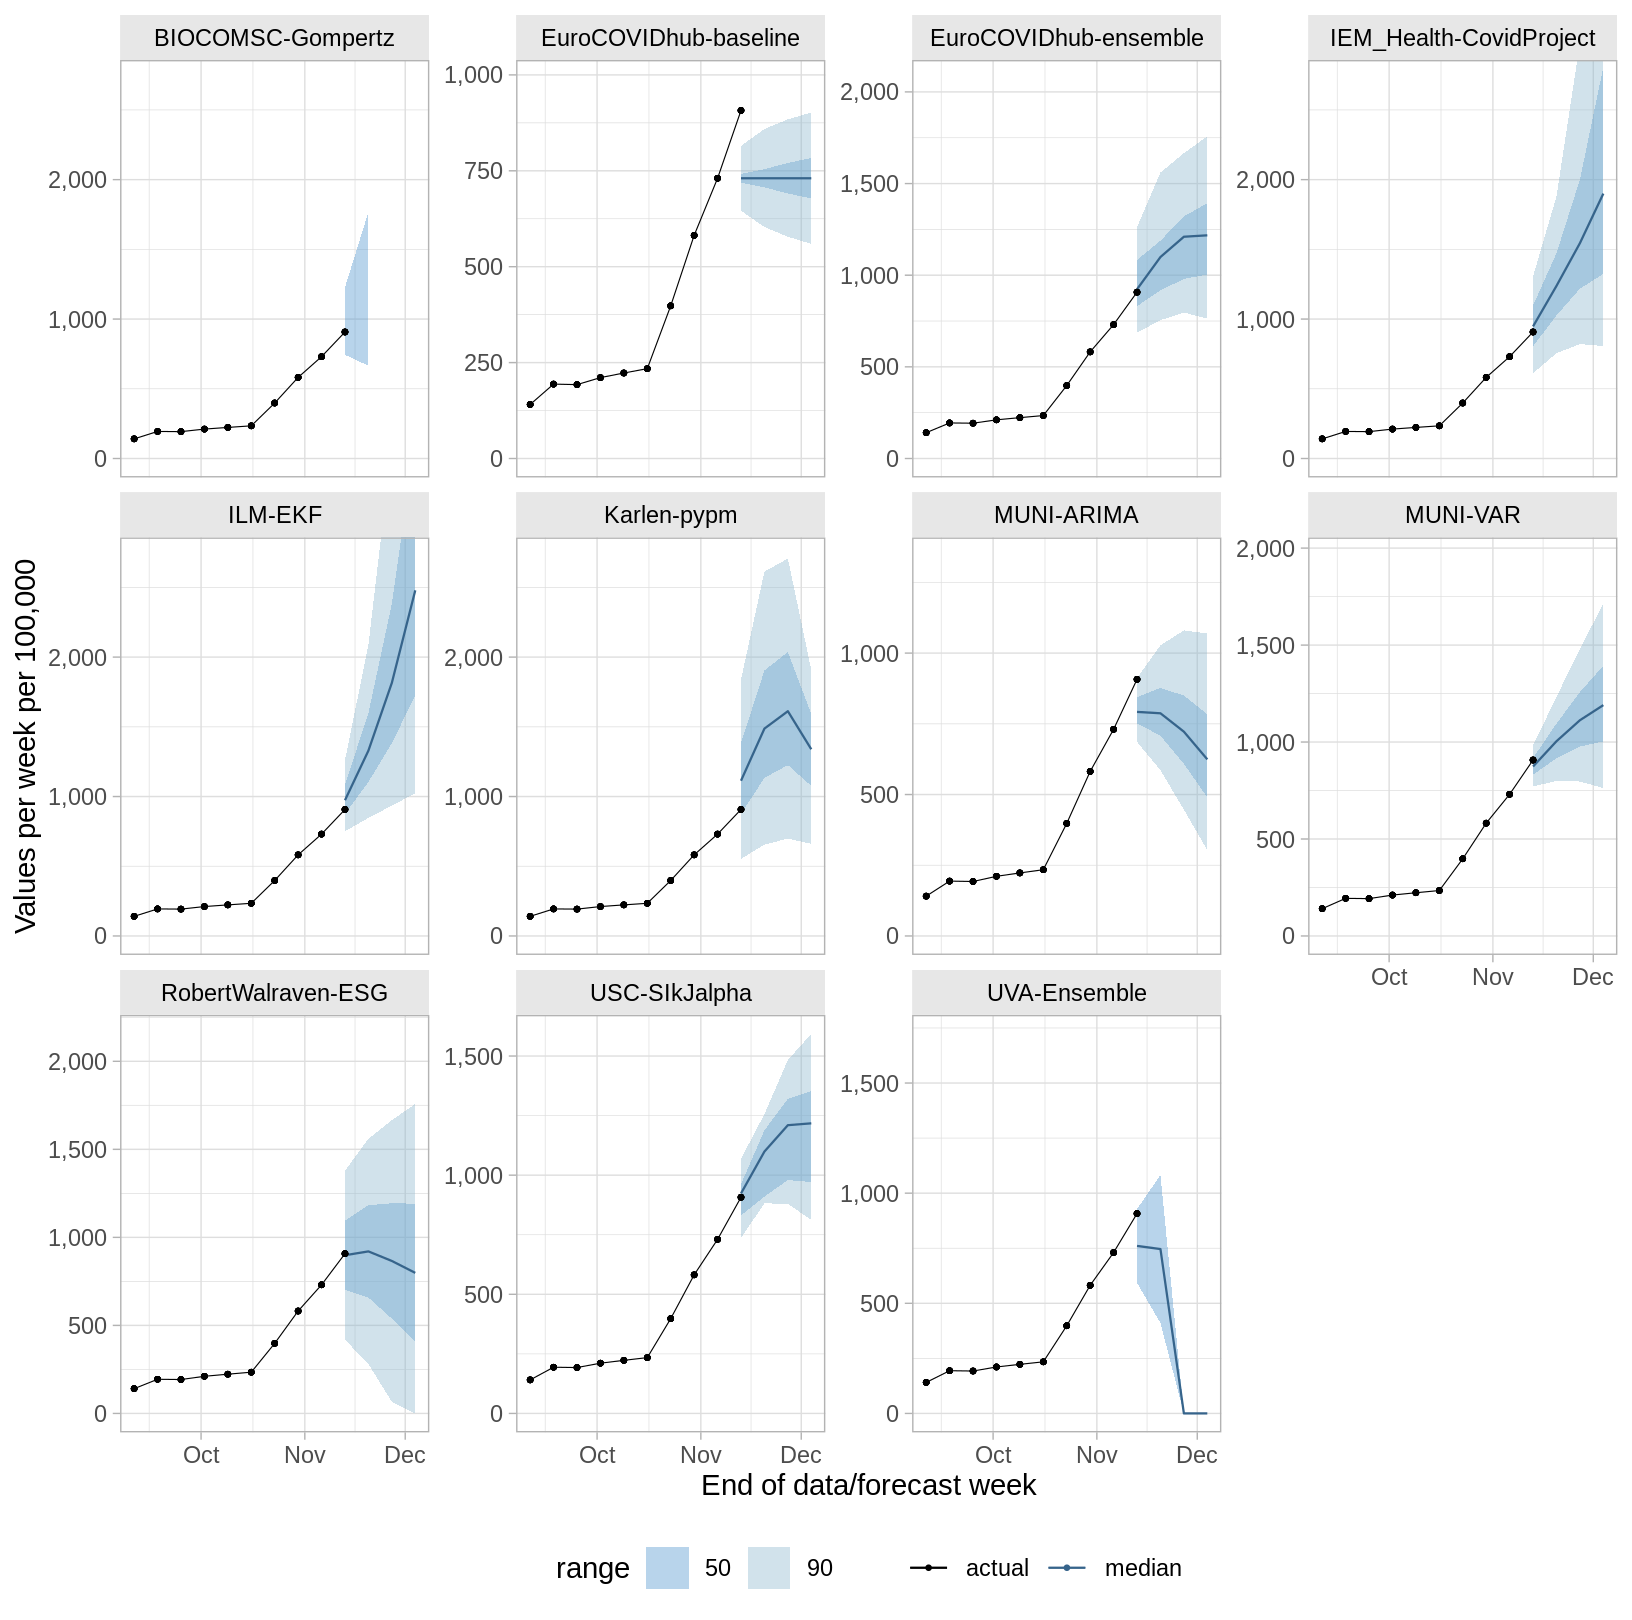 BIOCOMSC-Gompertz
EuroCOVIDhub-baseline
EuroCOVIDhub-ensemble
IEM_Health-CovidProject
2,000
1,000
0
1,000
750
500
250
0
2,000
1,500
1,000
500
0
2,000
1,000
0
ILM-EKF
Karlen-pypm
MUNI-ARIMA
MUNI-VAR
2,000
1,000
0
2,000
1,000
0
1,000
500
0
2,000
1,500
1,000
500
0
Oct Nov Dec
RobertWalraven-ESG
USC-SIkJalpha
UVA-Ensemble
2,000
1,500
1,000
500
0
1,500
1,000
500
0
1,500
1,000
500
0
Oct Nov Dec
Oct Nov Dec
Oct Nov Dec
Values per week per 100,000
End of data/forecast week
range 50 90 actual median